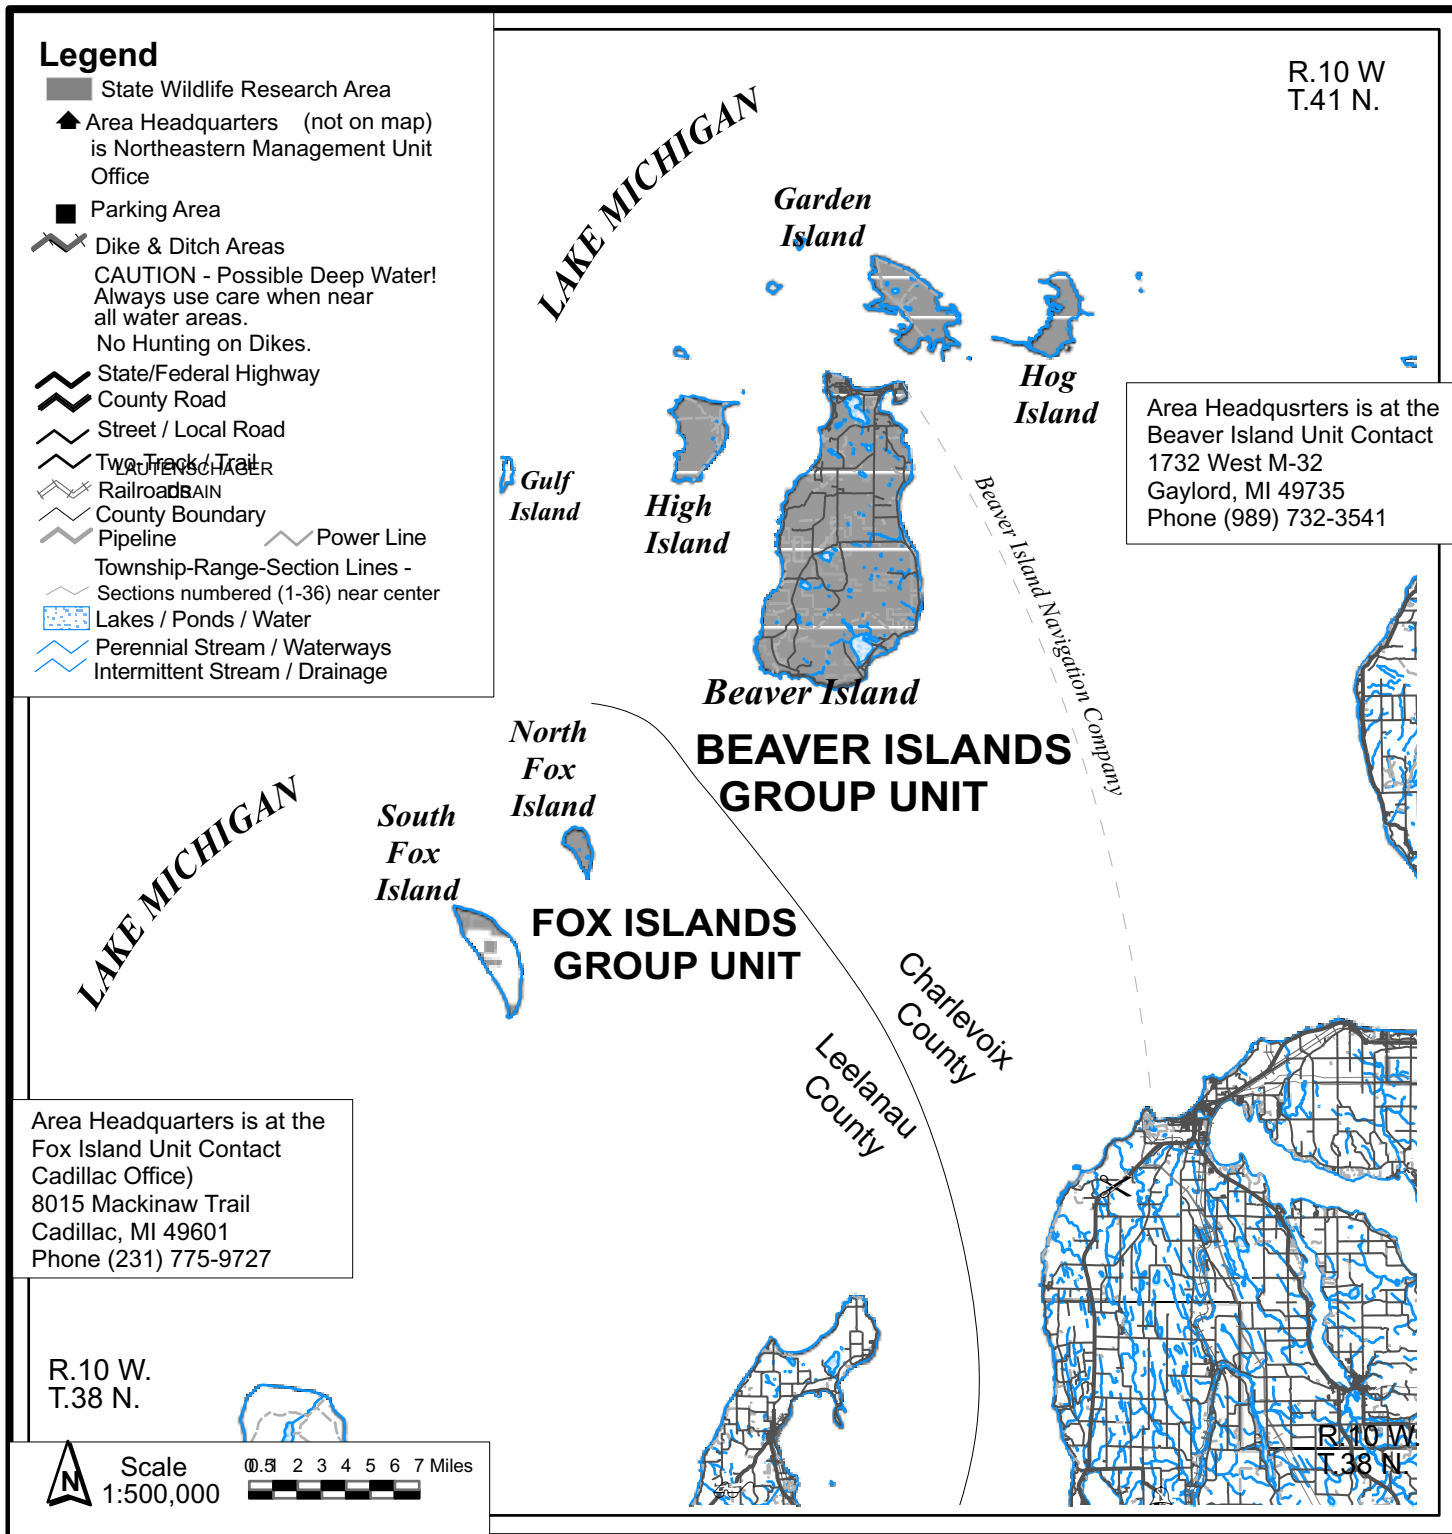 Legend
State Wildlife Research Area
Area Headquarters (not on map)
is Northeastern Management Unit
Office
Parking Area
Dike & Ditch Areas
CAUTION - Possible Deep Water!
Always use care when near
all water areas.
No Hunting on Dikes.
State/Federal Highway
County Road
Street / Local Road
Two-Track / Trail
LAUTENSCHAGER
Railroads
DRAIN
County Boundary
Pipeline
Power Line
Township-Range-Section Lines -
Sections numbered (1-36) near center
Lakes / Ponds / Water
Perennial Stream / Waterways
Intermittent Stream / Drainage
LAKE MICHIGAN
R.10 W
T.41 N.
Garden
Island
Hog
Island
Gulf
Island
High
Island
Area Headqusrters is at the
Beaver Island Unit Contact
1732 West M-32
Gaylord, MI 49735
Phone (989) 732-3541
Beaver Island Navigation Company
Beaver Island
BEAVER ISLANDS
GROUP UNIT
North
Fox
Island
South
Fox
Island
LAKE MICHIGAN
FOX ISLANDS
GROUP UNIT
Charlevoix
County
Leelanau
County
Area Headquarters is at the
Fox Island Unit Contact
Cadillac Office)
8015 Mackinaw Trail
Cadillac, MI 49601
Phone (231) 775-9727
R.10 W.
T.38 N.
R.10 W.
T.38 N.
N
Scale
1:500,000
0 0.5 1 2 3 4 5 6 7 Miles